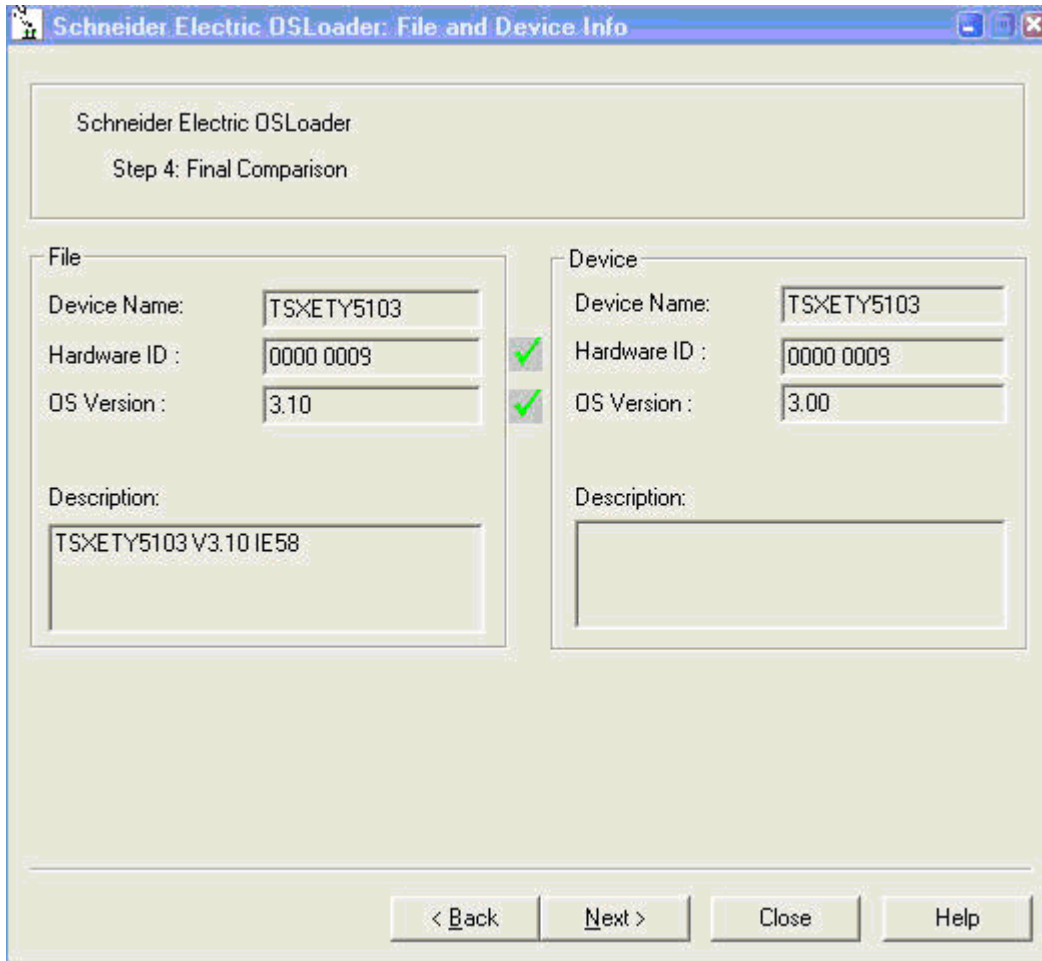 Schneider Electric OSLoader: File and Device Info
Schneider Electric OSLoader
Step 4: Final Comparison
File
Device Name: TSXETY5103
Hardware ID : 0000 0009
OS Version : 3.10
Description:
TSXETY5103 V3.10 IE58
Device
Device Name: TSXETY5103
Hardware ID : 0000 0009
OS Version : 3.00
Description:
< Back
Next >
Close
Help